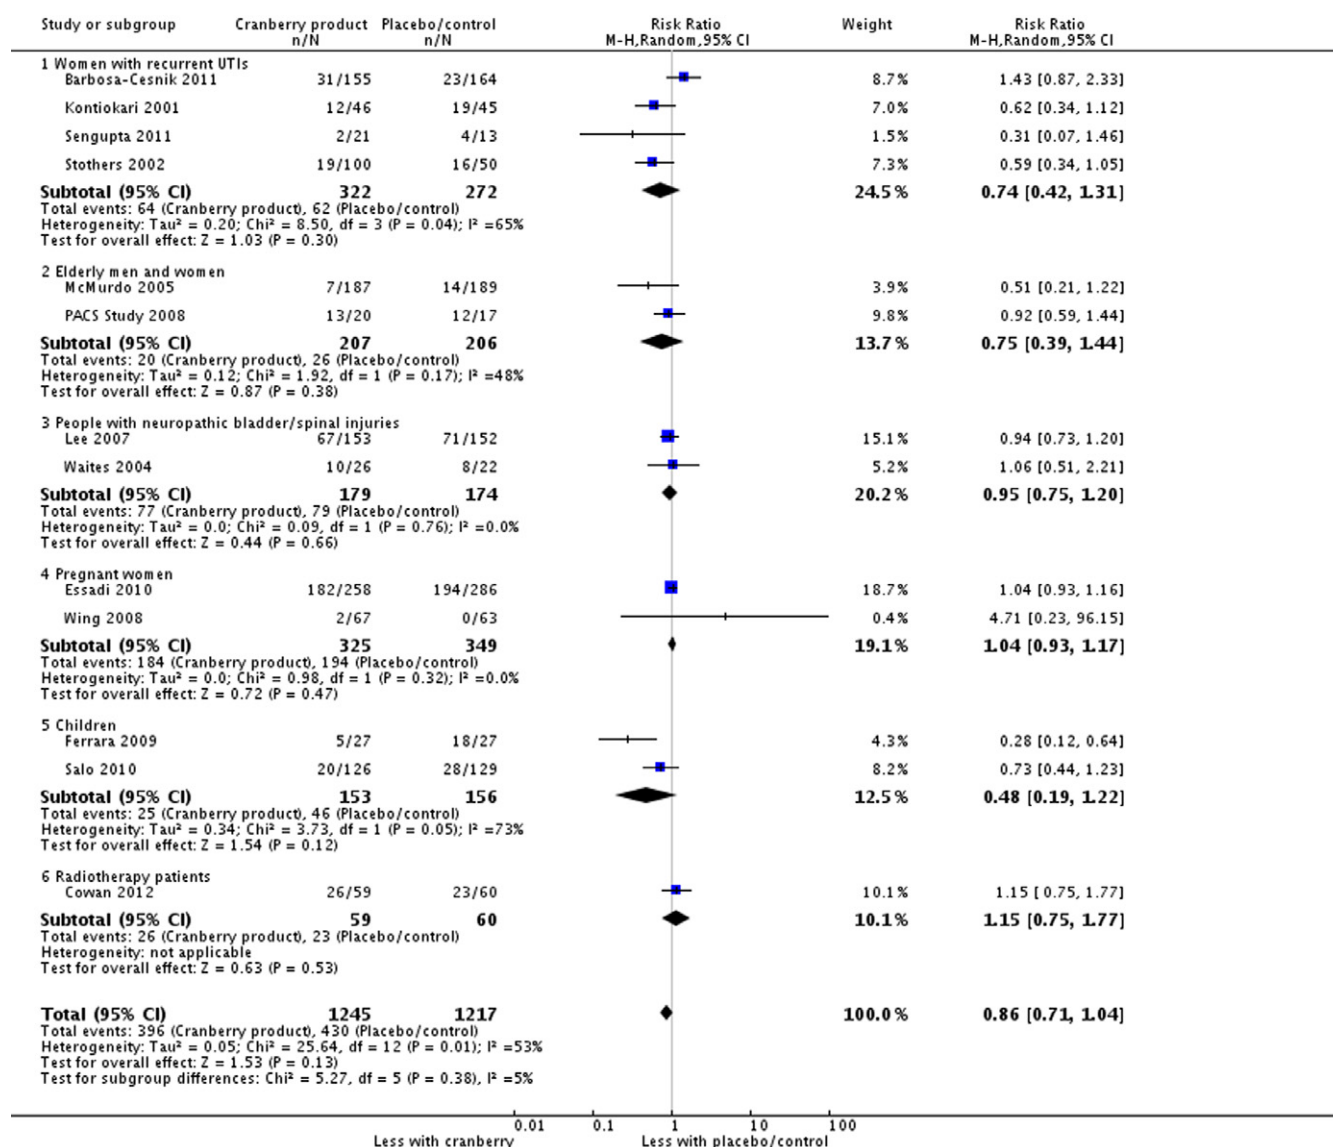 Study or subgroup Cranberry product Placebo/control Risk Ratio Weight Risk Ratio
n/N n/N M-H,Random,95% CI M-H,Random,95% CI
1 Women with recurrent UTIs
Barbosa-Cesnik 2011 31/155 23/164 8.7% 1.43 [0.87, 2.33]
Kontiokari 2001 12/46 19/45 7.0% 0.62 [0.34, 1.12]
Sengupta 2011 2/21 4/13 1.5% 0.31 [0.07, 1.46]
Stothers 2002 19/100 16/50 7.3% 0.59 [0.34, 1.05]
Subtotal (95% CI) 322 272 24.5% 0.74 [0.42, 1.31]
Total events: 64 (Cranberry product), 62 (Placebo/control)
Heterogeneity: Tau² = 0.20; Chi² = 8.50, df = 3 (P = 0.04); I² =65%
Test for overall effect: Z = 1.03 (P = 0.30)
2 Elderly men and women
McMurdo 2005 7/187 14/189 3.9% 0.51 [0.21, 1.22]
PACS Study 2008 13/20 12/17 9.8% 0.92 [0.59, 1.44]
Subtotal (95% CI) 207 206 13.7% 0.75 [0.39, 1.44]
Total events: 20 (Cranberry product), 26 (Placebo/control)
Heterogeneity: Tau² = 0.12; Chi² = 1.92, df = 1 (P = 0.17); I² =48%
Test for overall effect: Z = 0.87 (P = 0.38)
3 People with neuropathic bladder/spinal injuries
Lee 2007 67/153 71/152 15.1% 0.94 [0.73, 1.20]
Waites 2004 10/26 8/22 5.2% 1.06 [0.51, 2.21]
Subtotal (95% CI) 179 174 20.2% 0.95 [0.75, 1.20]
Total events: 77 (Cranberry product), 79 (Placebo/control)
Heterogeneity: Tau² = 0.0; Chi² = 0.09, df = 1 (P = 0.76); I² =0.0%
Test for overall effect: Z = 0.44 (P = 0.66)
4 Pregnant women
Essadi 2010 182/258 194/286 18.7% 1.04 [0.93, 1.16]
Wing 2008 2/67 0/63 0.4% 4.71 [0.23, 96.15]
Subtotal (95% CI) 325 349 19.1% 1.04 [0.93, 1.17]
Total events: 184 (Cranberry product), 194 (Placebo/control)
Heterogeneity: Tau² = 0.0; Chi² = 0.98, df = 1 (P = 0.32); I² =0.0%
Test for overall effect: Z = 0.72 (P = 0.47)
5 Children
Ferrara 2009 5/27 18/27 4.3% 0.28 [0.12, 0.64]
Salo 2010 20/126 28/129 8.2% 0.73 [0.44, 1.23]
Subtotal (95% CI) 153 156 12.5% 0.48 [0.19, 1.22]
Total events: 25 (Cranberry product), 46 (Placebo/control)
Heterogeneity: Tau² = 0.34; Chi² = 3.73, df = 1 (P = 0.05); I² =73%
Test for overall effect: Z = 1.54 (P = 0.12)
6 Radiotherapy patients
Cowan 2012 26/59 23/60 10.1% 1.15 [0.75, 1.77]
Subtotal (95% CI) 59 60 10.1% 1.15 [0.75, 1.77]
Total events: 26 (Cranberry product), 23 (Placebo/control)
Heterogeneity: not applicable
Test for overall effect: Z = 0.63 (P = 0.53)
Total (95% CI) 1245 1217 100.0% 0.86 [0.71, 1.04]
Total events: 396 (Cranberry product), 430 (Placebo/control)
Heterogeneity: Tau² = 0.05; Chi² = 25.64, df = 12 (P = 0.01); I² =53%
Test for overall effect: Z = 1.53 (P = 0.13)
Test for subgroup differences: Chi² = 5.27, df = 5 (P = 0.38), I² =5%
0.01 0.1 1 10 100
Less with cranberry Less with placebo/control